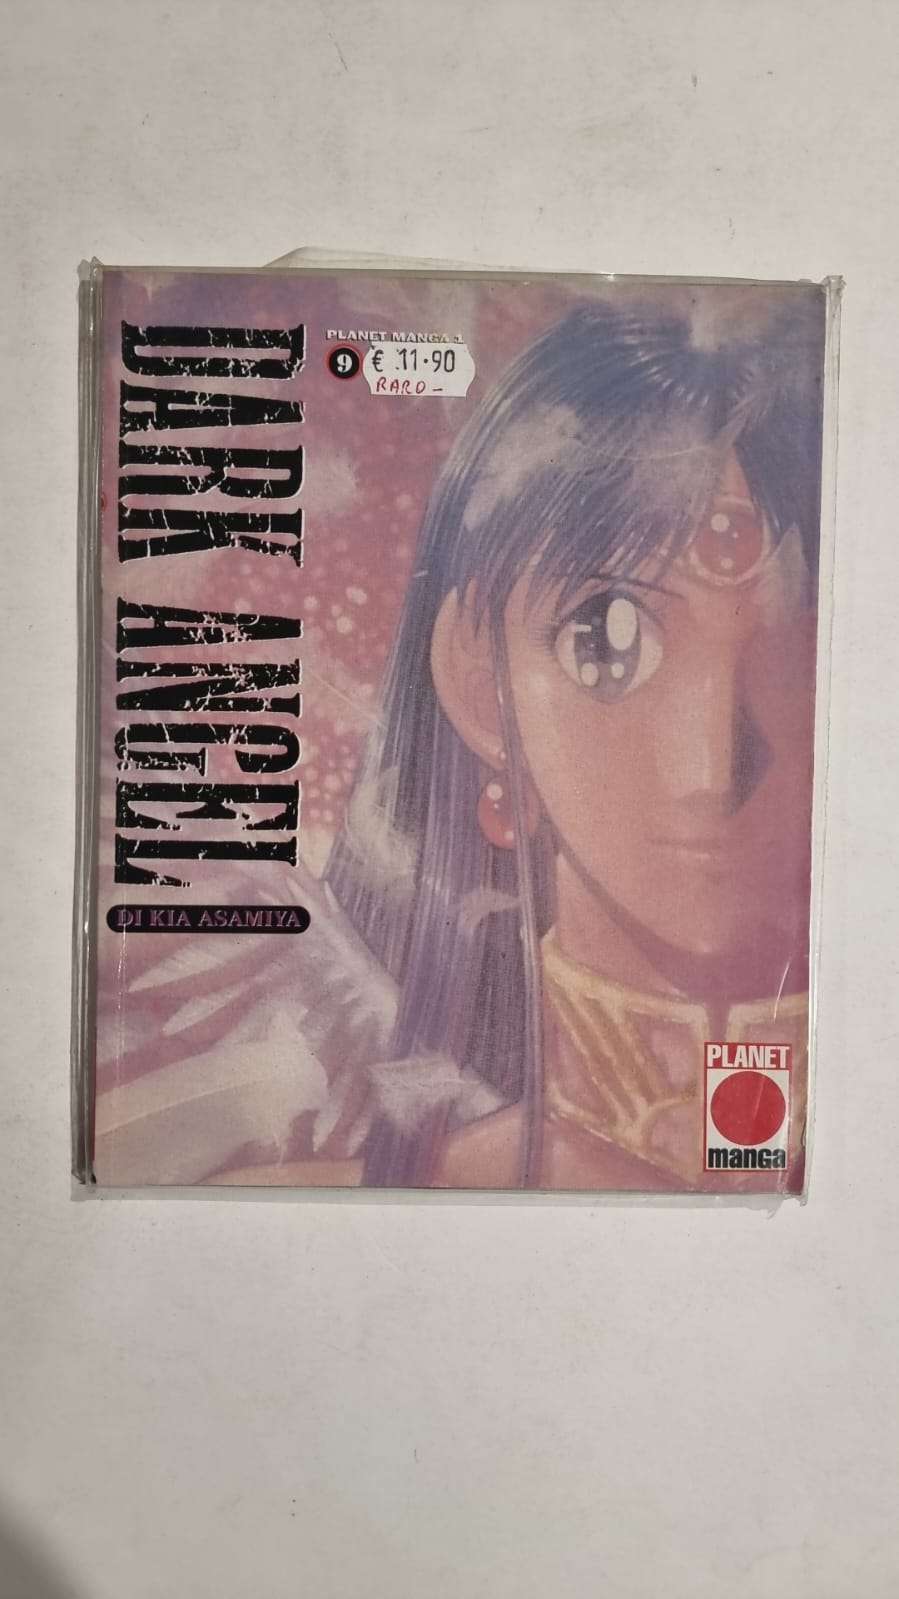 PLANET MANGA
9
€ 11·90
RARO -
DARK ANGEL
DI KIA ASAMIYA
PLANET
manga